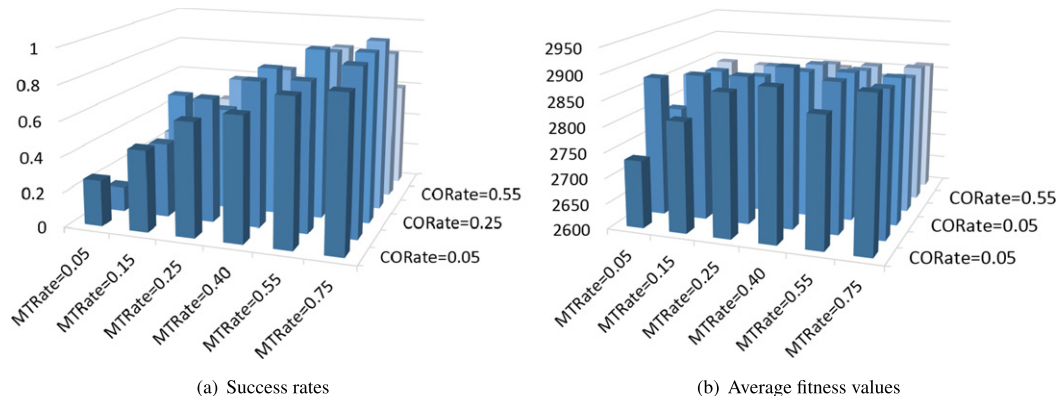 1
0.8
0.6
0.4
0.2
0
CORate=0.55
CORate=0.25
CORate=0.05
MTRate=0.05
MTRate=0.15
MTRate=0.25
MTRate=0.40
MTRate=0.55
MTRate=0.75
(a) Success rates
2950
2900
2850
2800
2750
2700
2650
2600
CORate=0.55
CORate=0.05
CORate=0.05
MTRate=0.05
MTRate=0.15
MTRate=0.25
MTRate=0.40
MTRate=0.55
MTRate=0.75
(b) Average fitness values